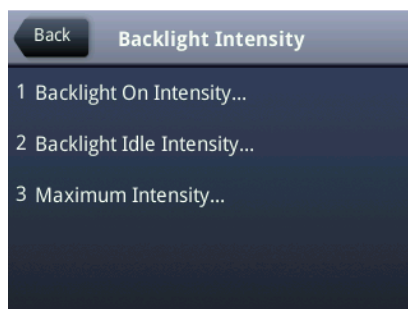 Back
Backlight Intensity
1 Backlight On Intensity...
2 Backlight Idle Intensity...
3 Maximum Intensity...